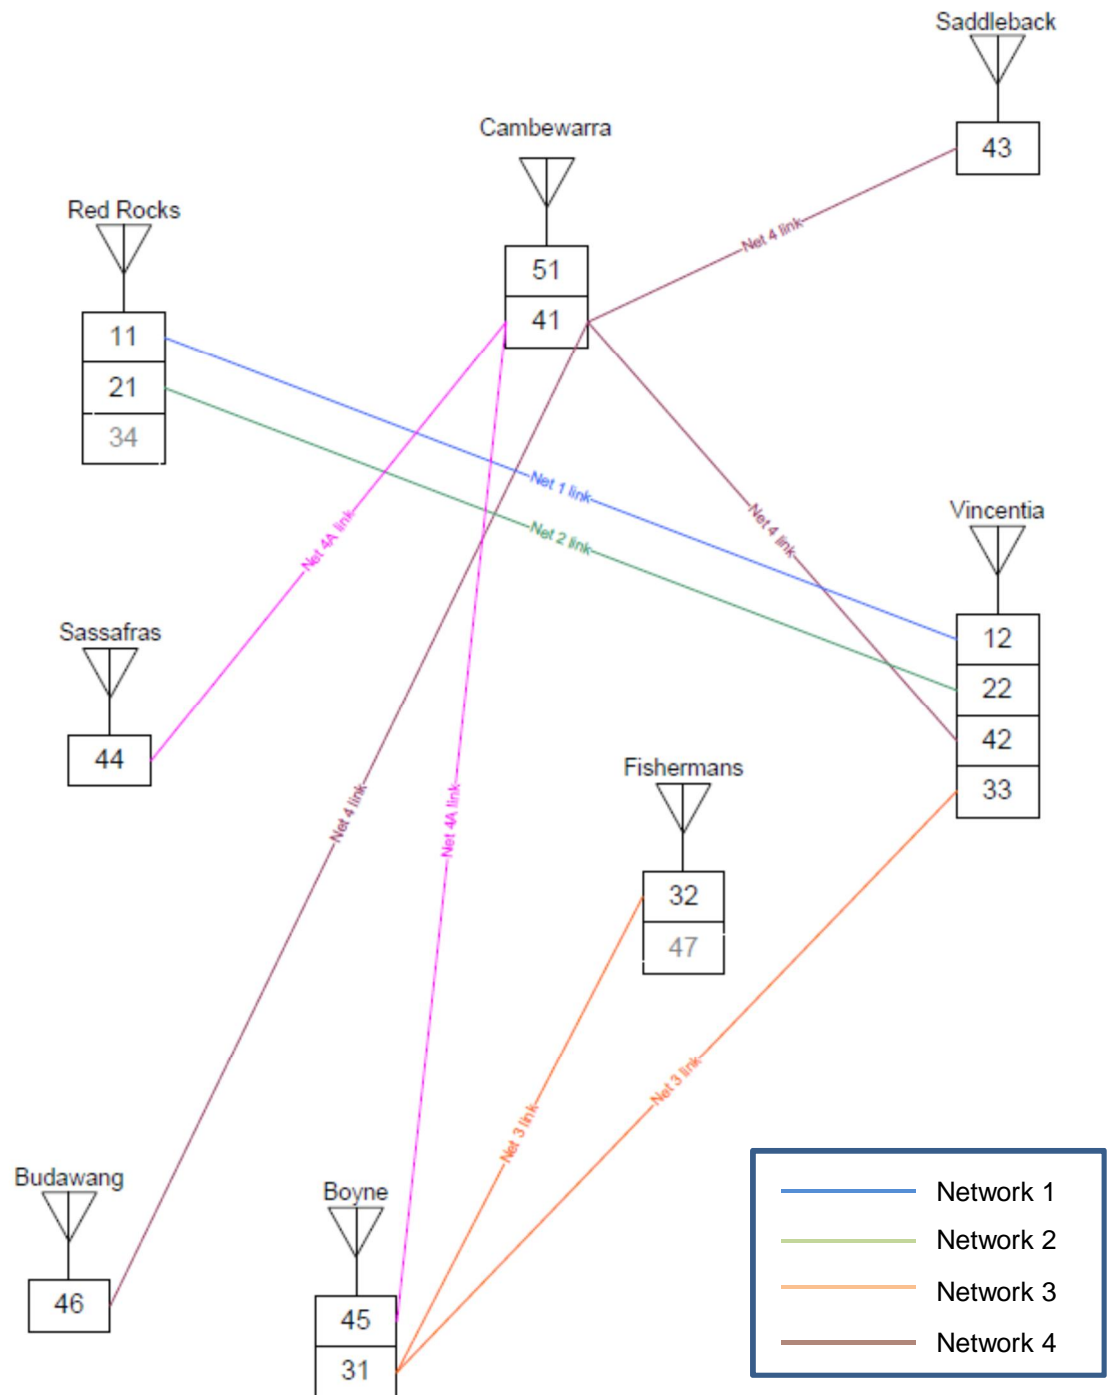 Saddleback
43
Cambewarra
51
41
Red Rocks
11
21
34
Net 4 link
Net 1 link
Net 2 link
Net 4A link
Net 4 link
Vincentia
12
22
42
33
Sassafras
44
Fishermans
32
47
Net 4 link
Net 4A link
Net 3 link
Net 3 link
Budawang
46
Boyne
45
31
Network 1
Network 2
Network 3
Network 4